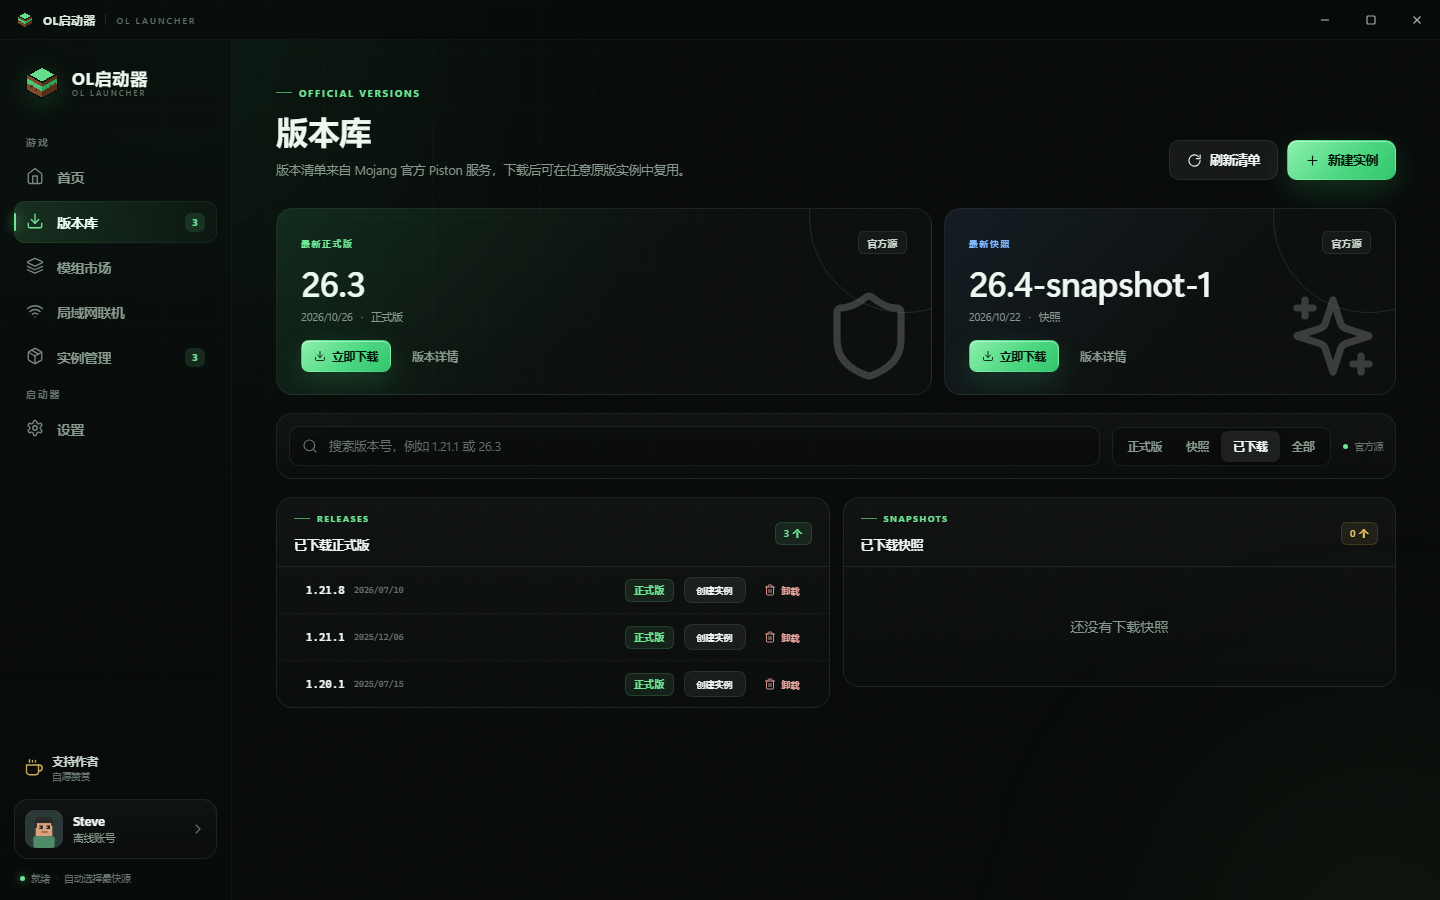 OL启动器 OL LAUNCHER
OL启动器
OL LAUNCHER
游戏
首页
版本库 3
模组市场
局域网联机
实例管理 3
启动器
设置
支持作者
自愿赞赏
Steve
离线账号
就绪 · 自动选择最快源
OFFICIAL VERSIONS
版本库
版本清单来自 Mojang 官方 Piston 服务，下载后可在任意原版实例中复用。
刷新清单
新建实例
最新正式版
官方源
26.3
2026/10/26 · 正式版
立即下载
版本详情
最新快照
官方源
26.4-snapshot-1
2026/10/22 · 快照
立即下载
版本详情
搜索版本号，例如 1.21.1 或 26.3
正式版 快照 已下载 全部
官方源
RELEASES
已下载正式版
3 个
1.21.8 2026/07/10 正式版 创建实例 卸载
1.21.1 2025/12/06 正式版 创建实例 卸载
1.20.1 2025/07/15 正式版 创建实例 卸载
SNAPSHOTS
已下载快照
0 个
还没有下载快照